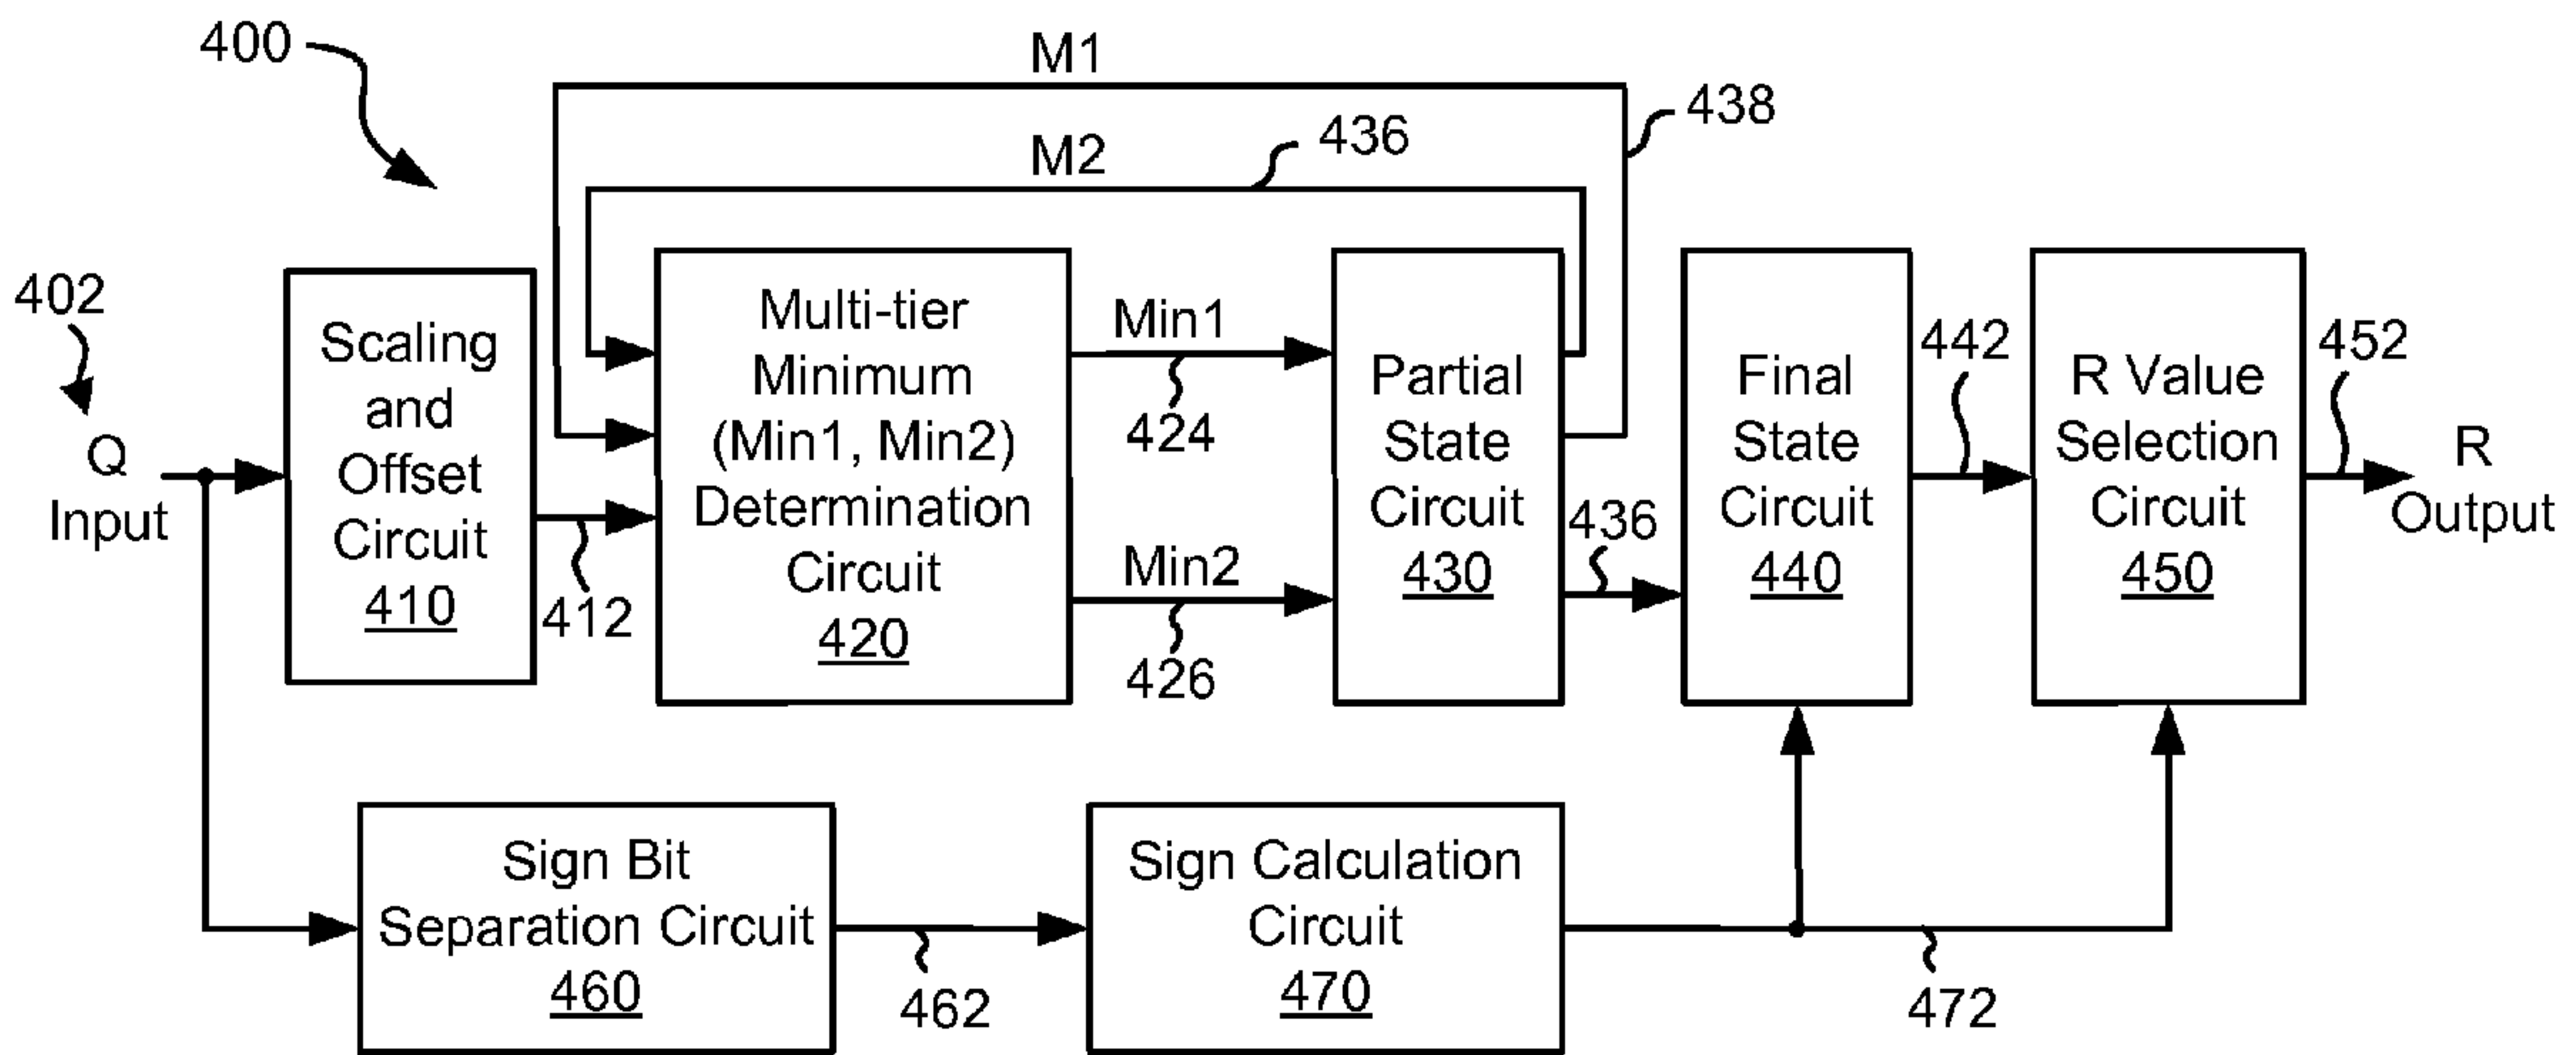 400
M1
438
M2
436
402
Q
Input
Scaling
and
Offset
Circuit
410
412
Multi-tier
Minimum
(Min1, Min2)
Determination
Circuit
420
Min1
424
Min2
426
Partial
State
Circuit
430
436
Final
State
Circuit
440
442
R Value
Selection
Circuit
450
452
R
Output
Sign Bit
Separation Circuit
460
462
Sign Calculation
Circuit
470
472